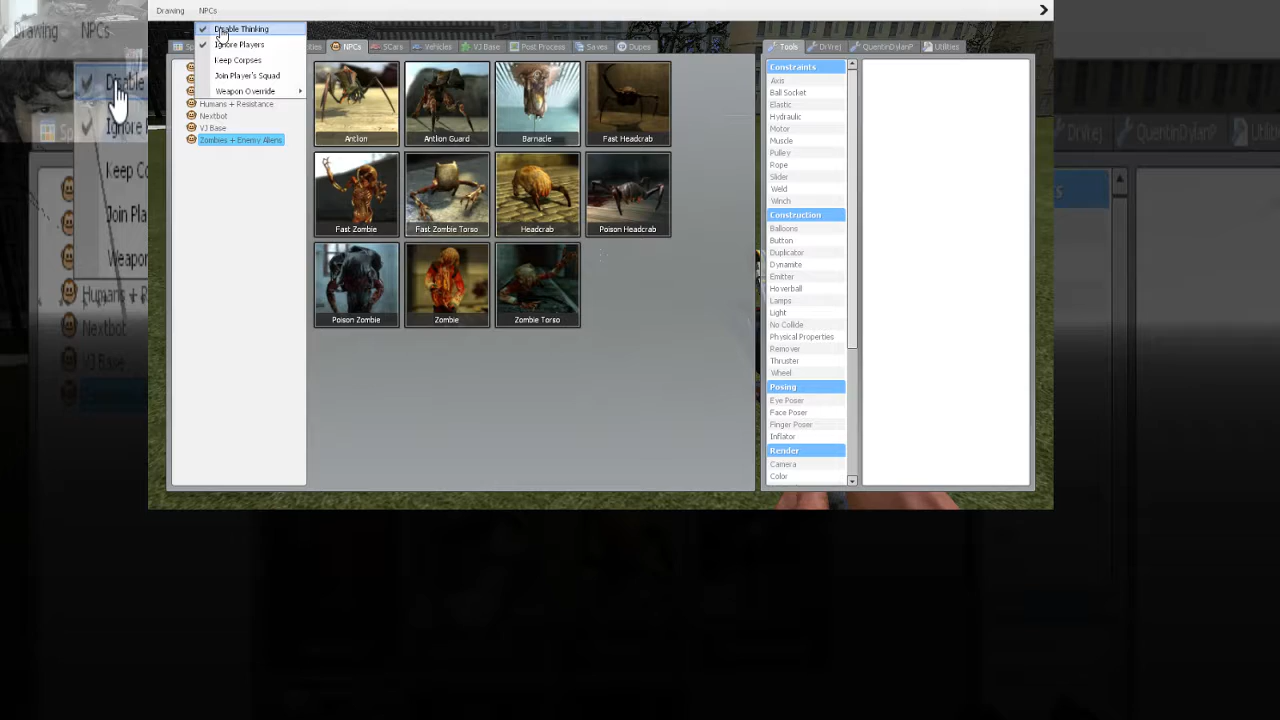 Drawing NPCs
Disable Thinking
Ignore Players
Keep Corpses
Join Player's Squad
Weapon Override
Humans + Resistance
Nextbot
VJ Base
Zombies + Enemy Aliens
NPCs SCars Vehicles VJ Base Post Process Saves Dupes
Antlion Antlion Guard Barnacle Fast Headcrab
Fast Zombie Fast Zombie Torso Headcrab Poison Headcrab
Poison Zombie Zombie Zombie Torso
Tools DrVrej QuentinDylanP Utilities
Constraints
Axis
Ball Socket
Elastic
Hydraulic
Motor
Muscle
Pulley
Rope
Slider
Weld
Winch
Construction
Balloons
Button
Duplicator
Dynamite
Emitter
Hoverball
Lamps
Light
No Collide
Physical Properties
Remover
Thruster
Wheel
Posing
Eye Poser
Face Poser
Finger Poser
Inflator
Render
Camera
Color
Drawing NPCs
Disable
Ignore
Keep Co
Join Pla
Weapon
Humans + R
Nextbot
VJ Base